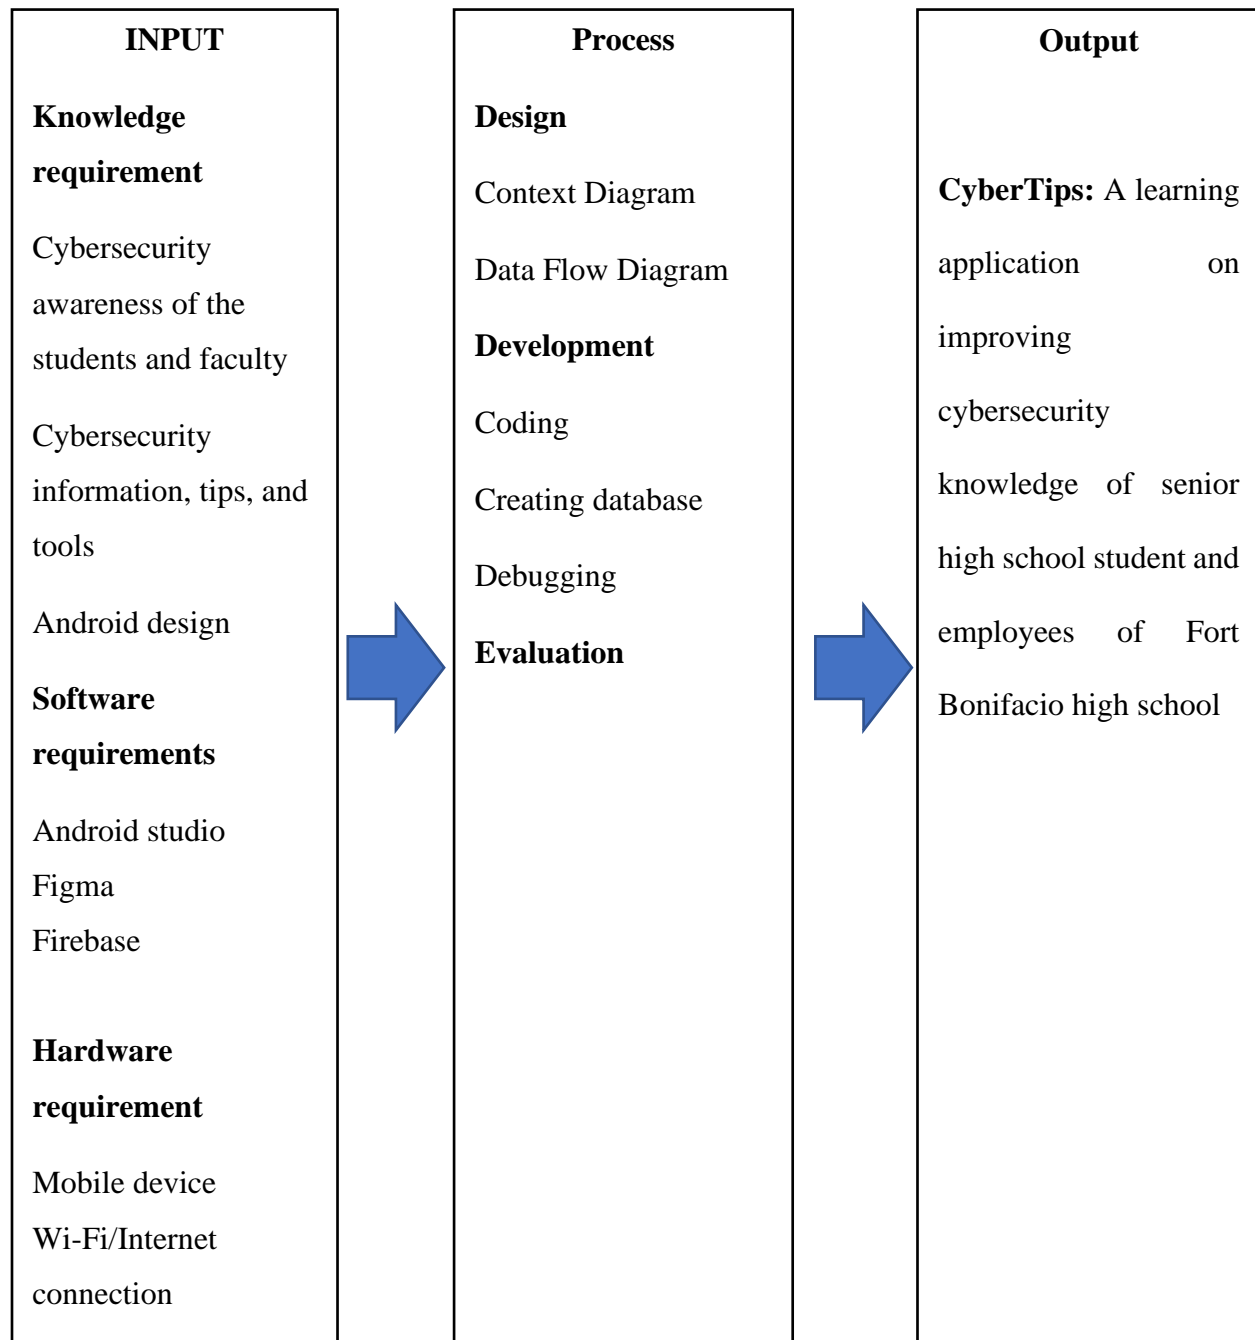 INPUT
Knowledge
requirement
Cybersecurity
awareness of the
students and faculty
Cybersecurity
information, tips, and
tools
Android design
Software
requirements
Android studio
Figma
Firebase
Hardware
requirement
Mobile device
Wi-Fi/Internet
connection
Process
Design
Context Diagram
Data Flow Diagram
Development
Coding
Creating database
Debugging
Evaluation
Output
CyberTips: A learning
application on
improving
cybersecurity
knowledge of senior
high school student and
employees of Fort
Bonifacio high school